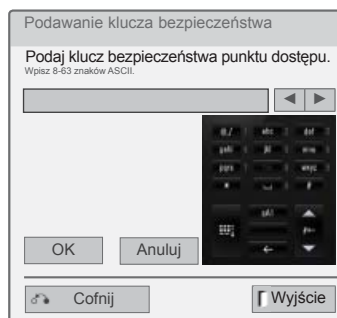 Podawanie klucza bezpieczeństwa
Podaj klucz bezpieczeństwa punktu dostępu.
Wpisz 8-63 znaków ASCII.
OK
Anuluj
Cofnij
Wyjście